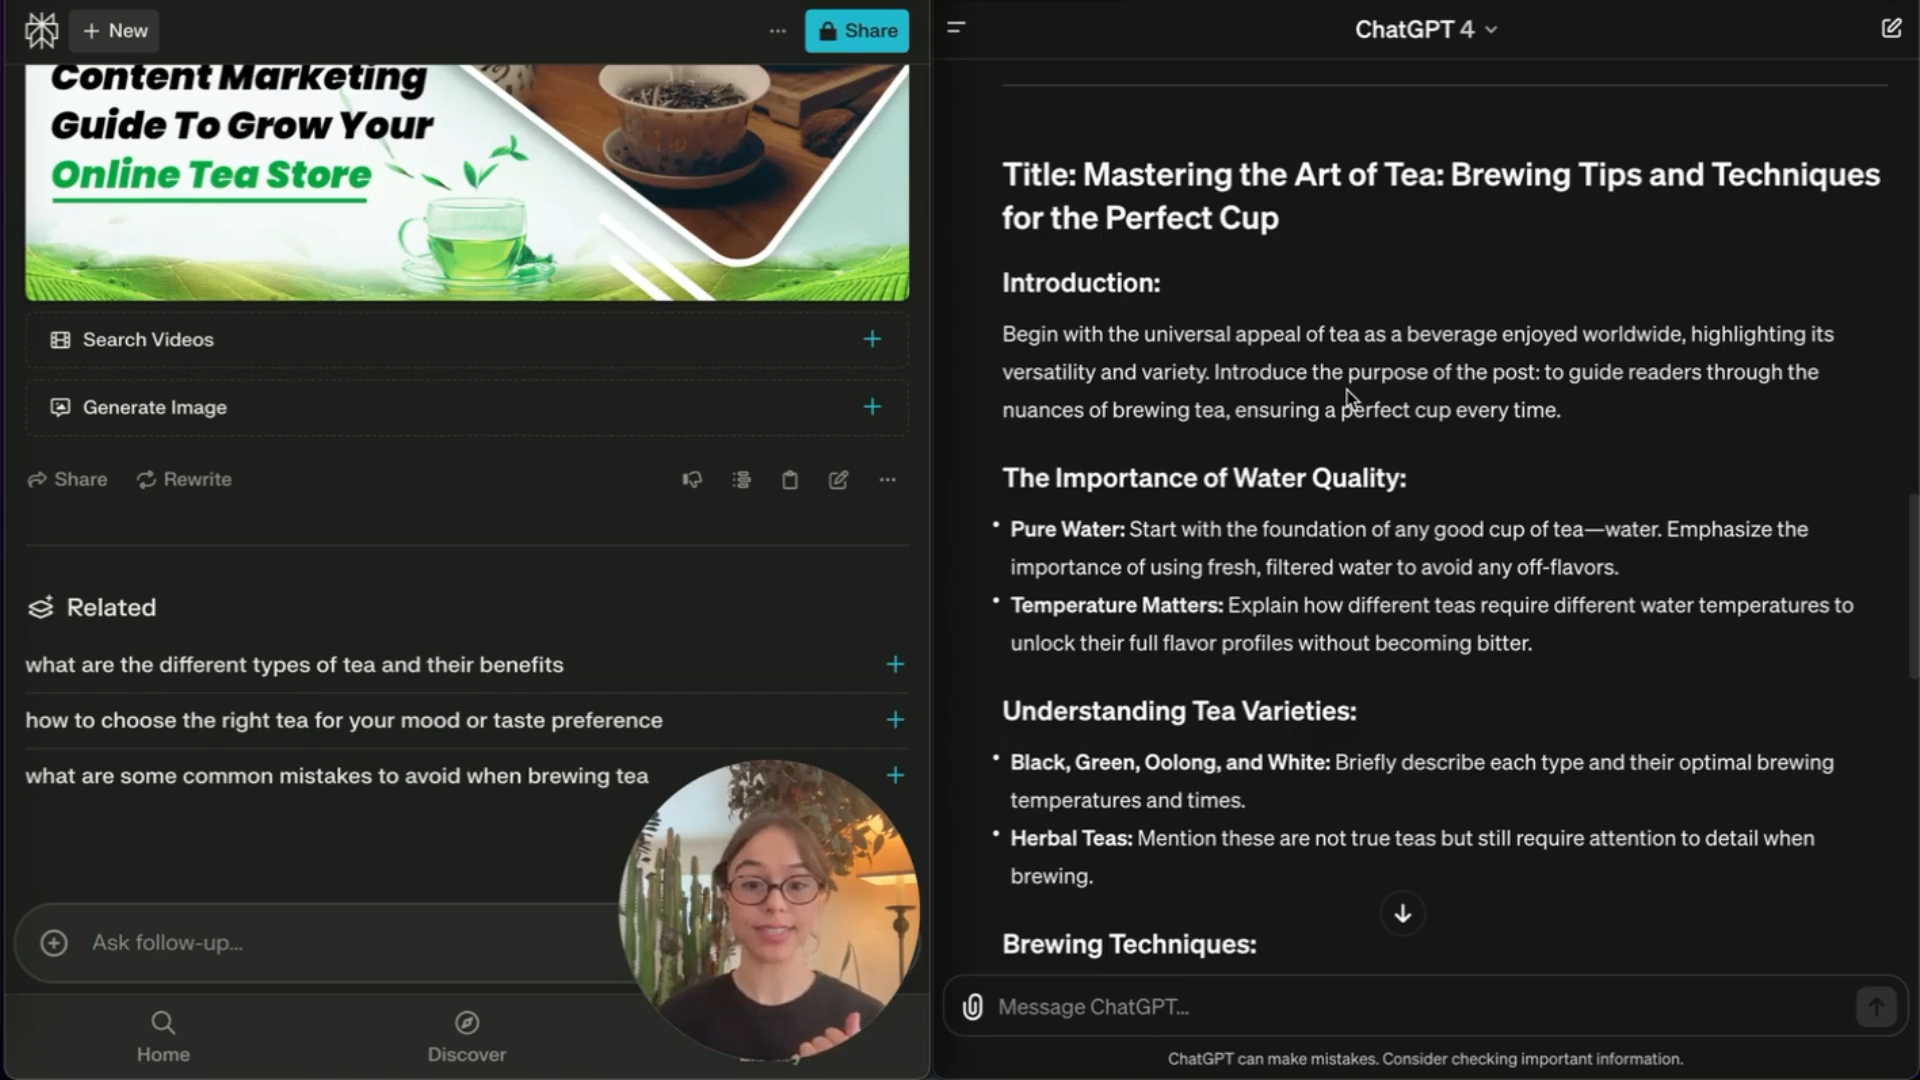 New
Share
Content Marketing
Guide To Grow Your
Online Tea Store
Search Videos
Generate Image
Share
Rewrite
Related
what are the different types of tea and their benefits
how to choose the right tea for your mood or taste preference
what are some common mistakes to avoid when brewing tea
Ask follow-up...
Home
Discover
ChatGPT 4
Title: Mastering the Art of Tea: Brewing Tips and Techniques
for the Perfect Cup
Introduction:
Begin with the universal appeal of tea as a beverage enjoyed worldwide, highlighting its
versatility and variety. Introduce the purpose of the post: to guide readers through the
nuances of brewing tea, ensuring a perfect cup every time.
The Importance of Water Quality:
• Pure Water: Start with the foundation of any good cup of tea—water. Emphasize the
importance of using fresh, filtered water to avoid any off-flavors.
• Temperature Matters: Explain how different teas require different water temperatures to
unlock their full flavor profiles without becoming bitter.
Understanding Tea Varieties:
• Black, Green, Oolong, and White: Briefly describe each type and their optimal brewing
temperatures and times.
• Herbal Teas: Mention these are not true teas but still require attention to detail when
brewing.
Brewing Techniques:
Message ChatGPT...
ChatGPT can make mistakes. Consider checking important information.